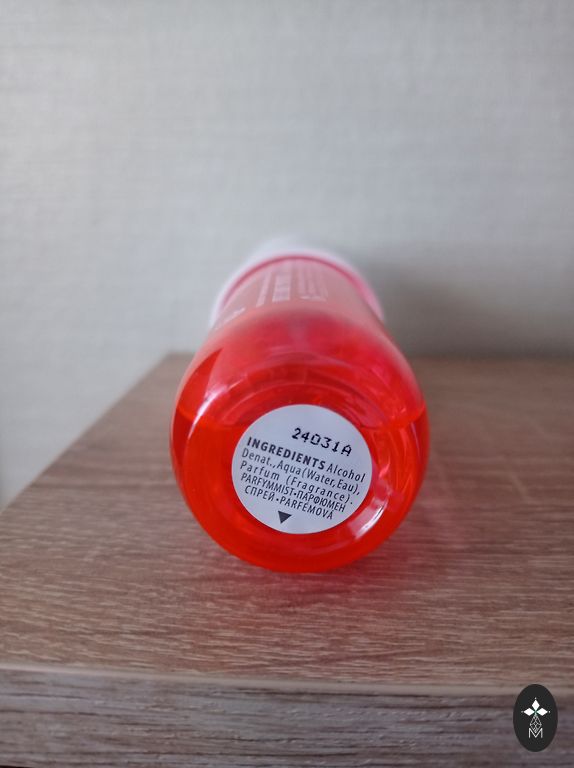 24031A
INGREDIENTS Alcohol
Denat., Aqua (Water, Eau),
Parfum (Fragrance).
PARFYMMIST•ПАРФЮМЕН
СПРЕЙ•PARFEMOVÁ
M